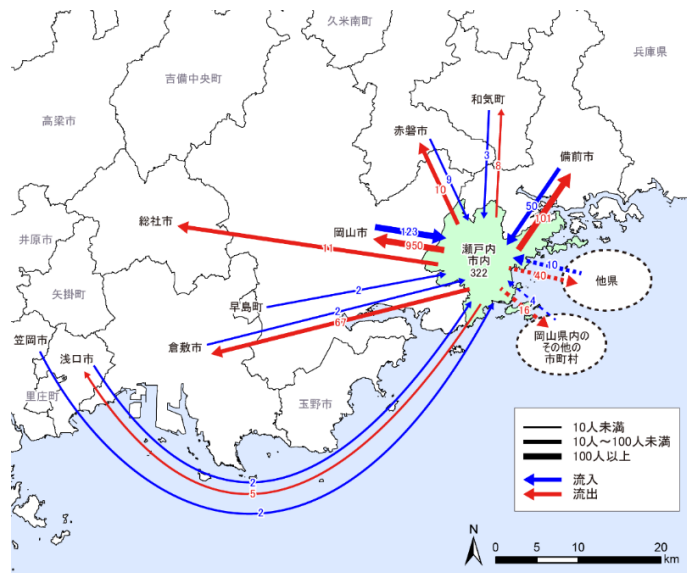 久米南町
兵庫県
吉備中央町
高梁市
和気町
赤磐市
備前市
9
3
8
10
50
101
総社市
岡山市
123
950
11
瀬戸内
市内
322
井原市
10
40
他県
矢掛町
早島町
2
2
4
16
岡山県内の
その他の
市町村
笠岡市
浅口市
倉敷市
67
里庄町
玉野市
2
5
2
10人未満
10人~100人未満
100人以上
流入
流出
N
0
5
10
20
km